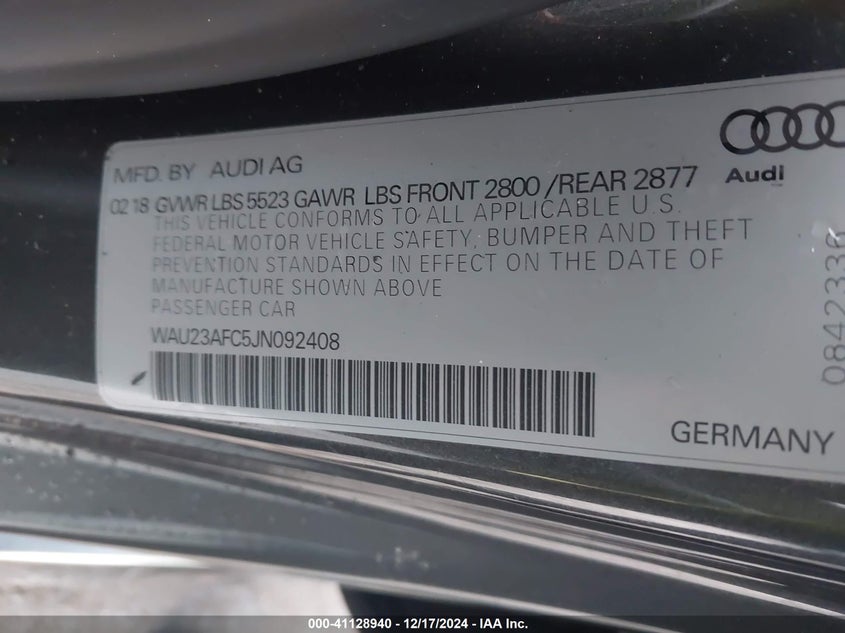 MFD. BY AUDI AG
Audi
02 18 GVWR LBS 5523 GAWR LBS FRONT 2800 /REAR 2877
THIS VEHICLE CONFORMS TO ALL APPLICABLE U.S.
FEDERAL MOTOR VEHICLE SAFETY, BUMPER AND THEFT
PREVENTION STANDARDS IN EFFECT ON THE DATE OF
MANUFACTURE SHOWN ABOVE
PASSENGER CAR
WAU23AFC5JN092408
0842336
GERMANY
000-41128940 - 12/17/2024 - IAA Inc.